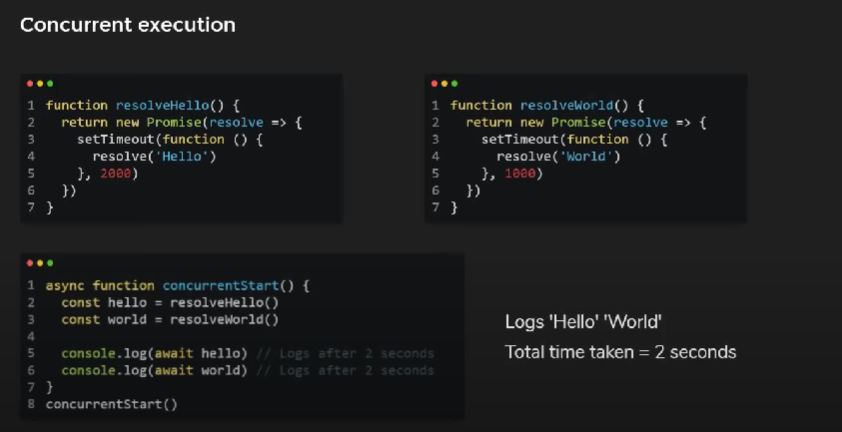 Concurrent execution
1 function resolveHello() {
2   return new Promise(resolve => {
3     setTimeout(function () {
4       resolve('Hello')
5     }, 2000)
6   })
7 }
1 function resolveWorld() {
2   return new Promise(resolve => {
3     setTimeout(function () {
4       resolve('World')
5     }, 1000)
6   })
7 }
1 async function concurrentStart() {
2   const hello = resolveHello()
3   const world = resolveWorld()
4
5   console.log(await hello) // Logs after 2 seconds
6   console.log(await world) // Logs after 2 seconds
7 }
8 concurrentStart()
Logs 'Hello' 'World'
Total time taken = 2 seconds